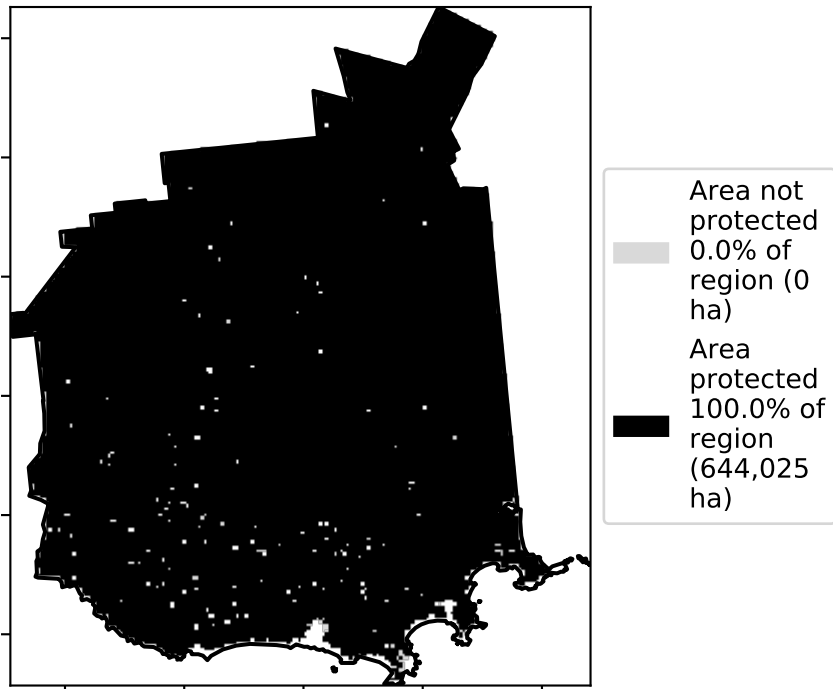 Area not
protected
0.0% of
region (0
ha)
Area
protected
100.0% of
region
(644,025
ha)